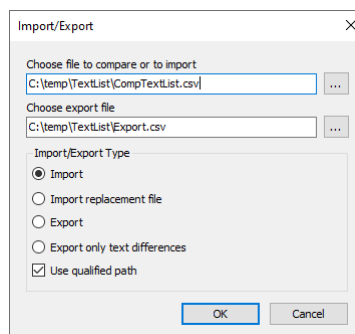 Import/Export
Choose file to compare or to import
C:\temp\TextList\CompTextList.csv
...
Choose export file
C:\temp\TextList\Export.csv
...
Import/Export Type
Import
Import replacement file
Export
Export only text differences
Use qualified path
OK
Cancel